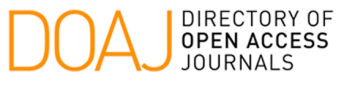 DOAJ
DIRECTORY OF
OPEN ACCESS
JOURNALS